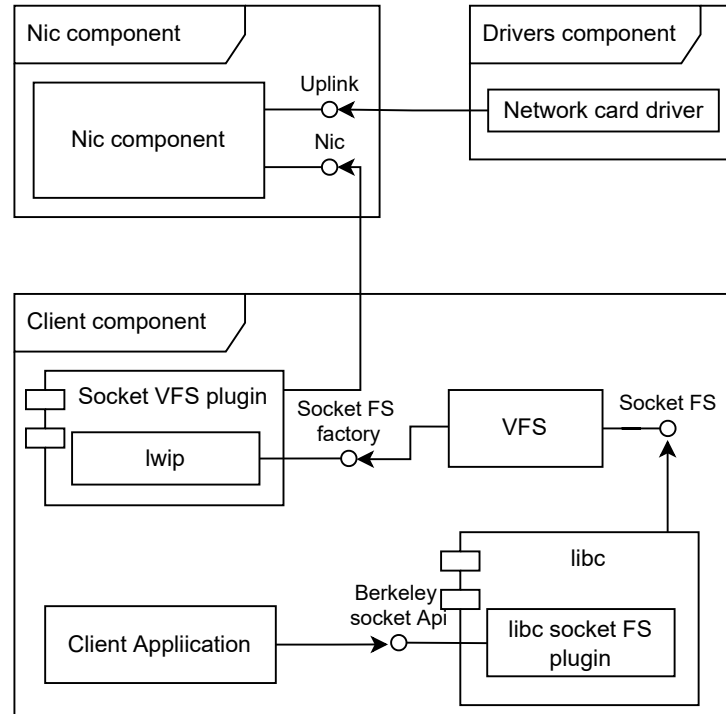 Nic component
Drivers component
Uplink
Nic component
Network card driver
Nic
Client component
Socket VFS plugin
lwip
Socket FS
factory
VFS
Socket FS
libc
Berkeley
socket Api
Client Appliication
libc socket FS
plugin